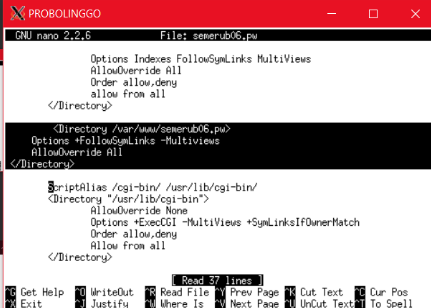 PROBOLINGGO
GNU nano 2.2.6 File: semerub06.pw
Options Indexes FollowSymLinks MultiViews
AllowOverride All
Order allow,deny
allow from all
</Directory>
<Directory /var/www/semerub06.pw>
Options +FollowSymLinks -Multiviews
AllowOverride All
</Directory>
ScriptAlias /cgi-bin/ /usr/lib/cgi-bin/
<Directory "/usr/lib/cgi-bin">
AllowOverride None
Options +ExecCGI -MultiViews +SymLinksIfOwnerMatch
Order allow,deny
Allow from all
</Directory>
[ Read 37 lines ]
^G Get Help ^O WriteOut ^R Read File ^Y Prev Page ^K Cut Text ^C Cur Pos
^X Exit ^J Justify ^W Where Is ^V Next Page ^U UnCut Text ^T To Spell